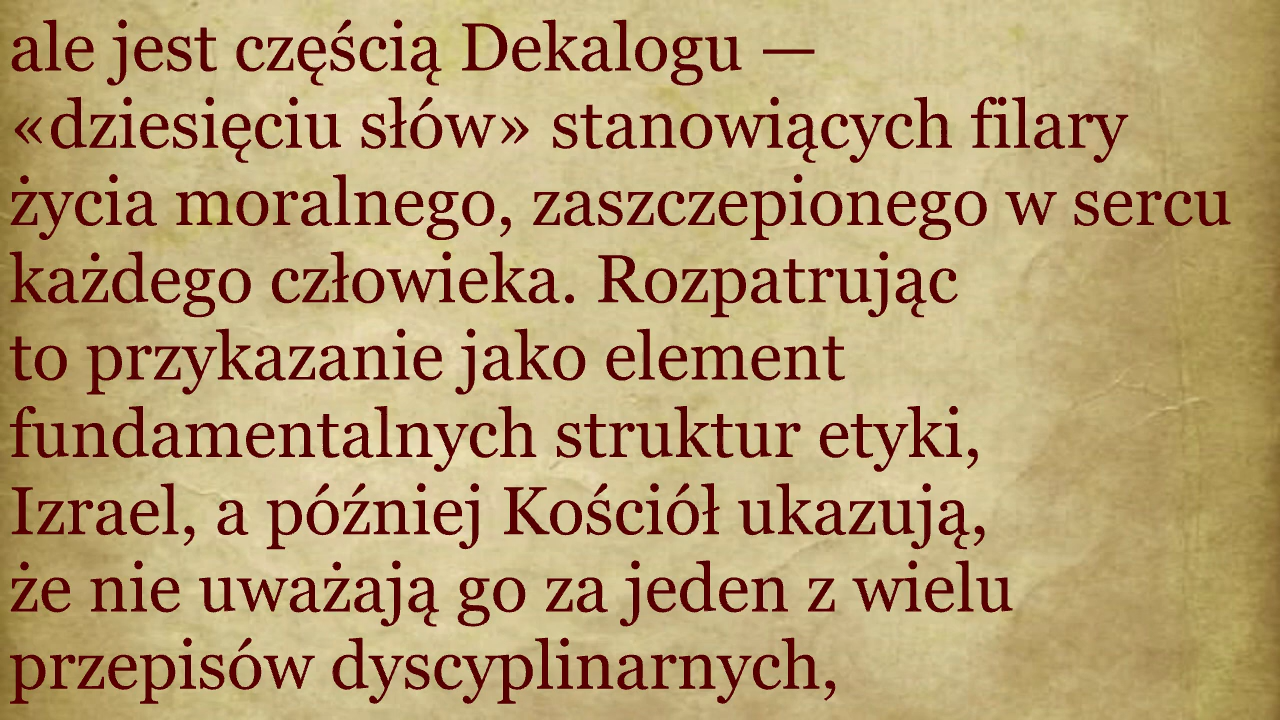 ale jest częścią Dekalogu —
«dziesięciu słów» stanowiących filary
życia moralnego, zaszczepionego w sercu
każdego człowieka. Rozpatrując
to przykazanie jako element
fundamentalnych struktur etyki,
Izrael, a później Kościół ukazują,
że nie uważają go za jeden z wielu
przepisów dyscyplinarnych,